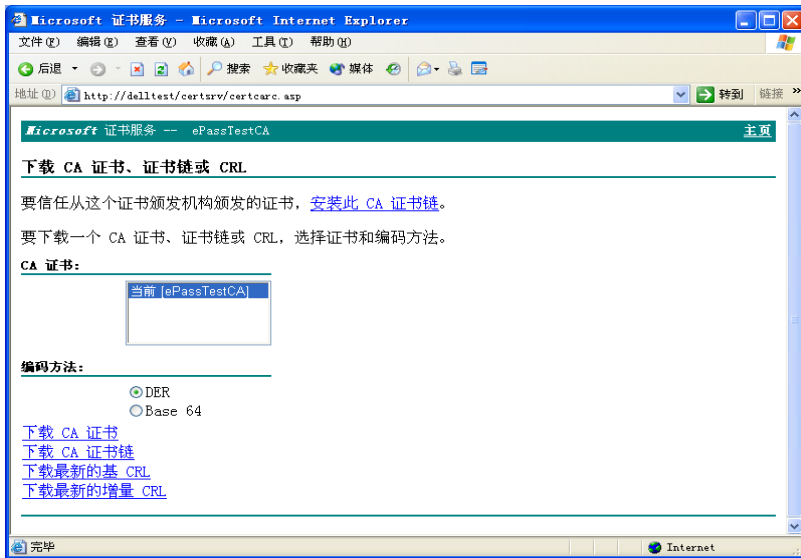 Microsoft 证书服务 - Microsoft Internet Explorer
文件(F) 编辑(E) 查看(V) 收藏(A) 工具(T) 帮助(H)
后退 搜索 收藏夹 媒体
地址(D) http://delltest/certsrv/certcarc.asp 转到 链接 »
Microsoft 证书服务 -- ePassTestCA 主页
下载 CA 证书、证书链或 CRL
要信任从这个证书颁发机构颁发的证书，安装此 CA 证书链。
要下载一个 CA 证书、证书链或 CRL，选择证书和编码方法。
CA 证书:
当前 [ePassTestCA]
编码方法:
DER
Base 64
下载 CA 证书
下载 CA 证书链
下载最新的基 CRL
下载最新的增量 CRL
完毕 Internet